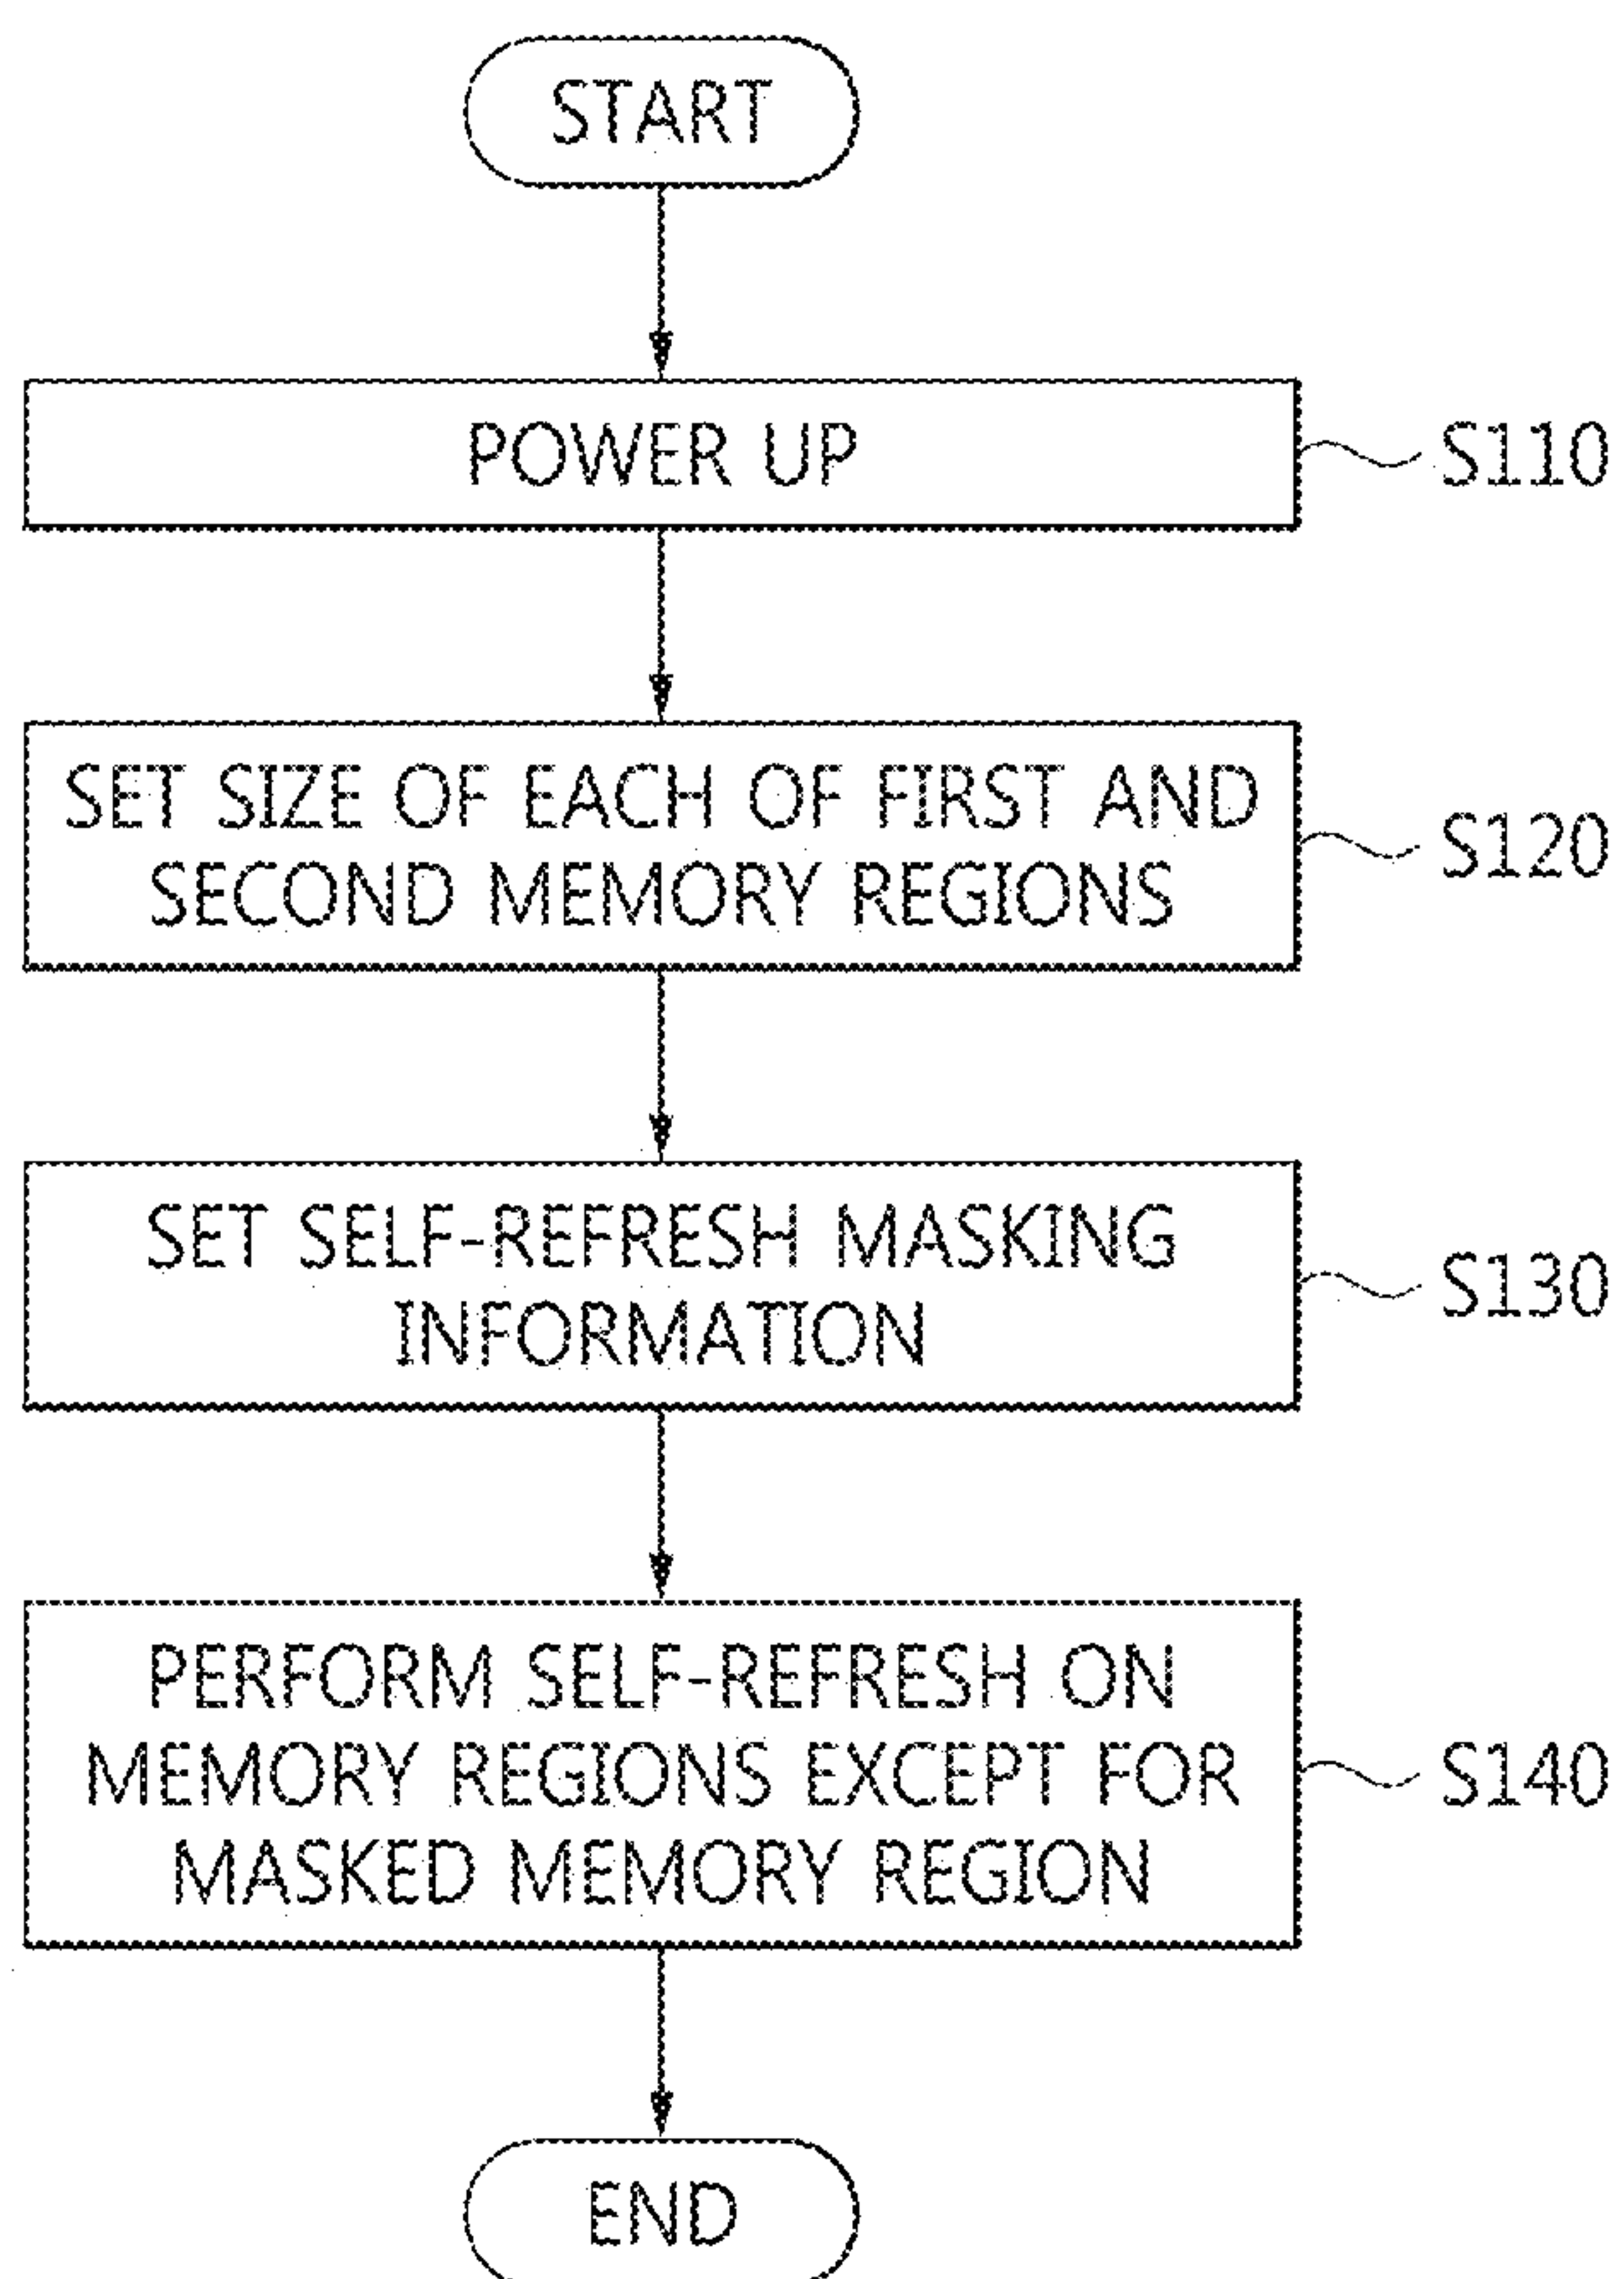 START
POWER UP
S110
SET SIZE OF EACH OF FIRST AND
SECOND MEMORY REGIONS
S120
SET SELF-REFRESH MASKING
INFORMATION
S130
PERFORM SELF-REFRESH ON
MEMORY REGIONS EXCEPT FOR
MASKED MEMORY REGION
S140
END